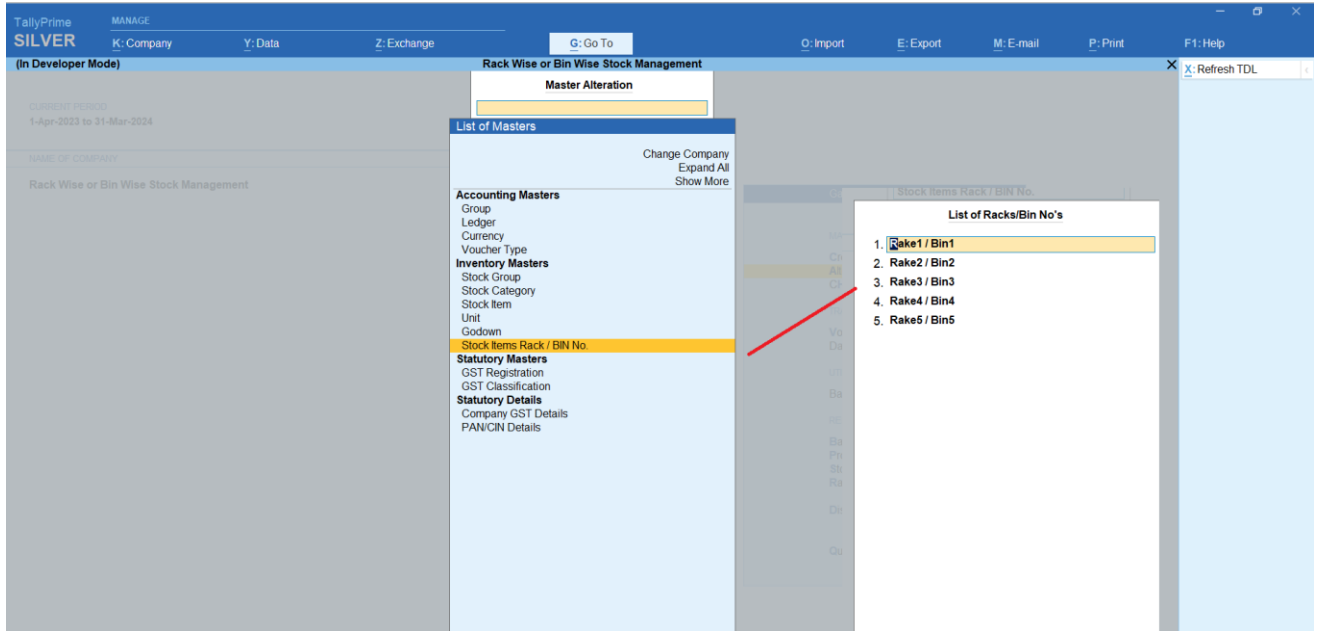 TallyPrime
MANAGE
SILVER
K: Company Y: Data Z: Exchange G: Go To O: Import E: Export M: E-mail P: Print F1: Help
(In Developer Mode) Rack Wise or Bin Wise Stock Management
X: Refresh TDL
Master Alteration
CURRENT PERIOD
1-Apr-2023 to 31-Mar-2024
NAME OF COMPANY
Rack Wise or Bin Wise Stock Management
List of Masters
Change Company
Expand All
Show More
Accounting Masters
Group
Ledger
Currency
Voucher Type
Inventory Masters
Stock Group
Stock Category
Stock Item
Unit
Godown
Stock Items Rack / BIN No.
Statutory Masters
GST Registration
GST Classification
Statutory Details
Company GST Details
PAN/CIN Details
Stock Items Rack / BIN No.
List of Racks/Bin No's
1. Rake1 / Bin1
2. Rake2 / Bin2
3. Rake3 / Bin3
4. Rake4 / Bin4
5. Rake5 / Bin5